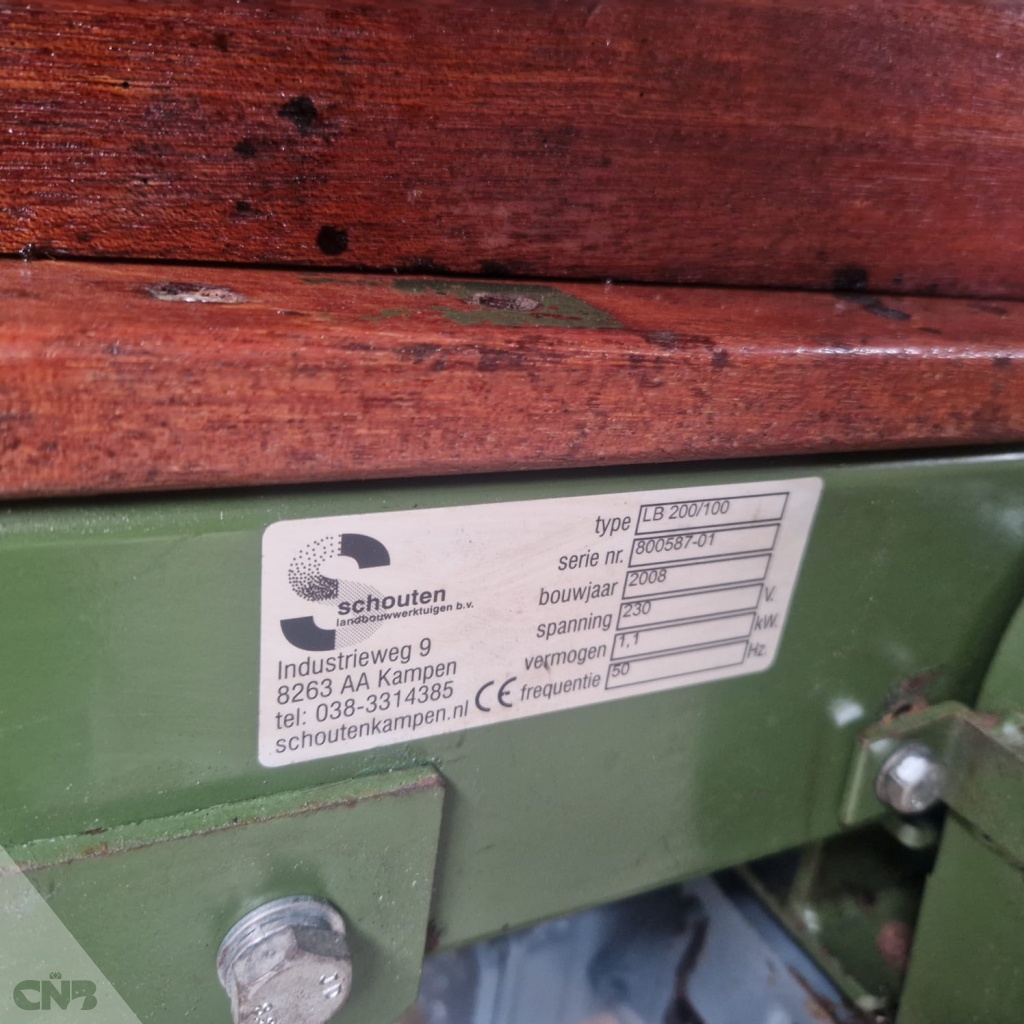 schouten
landbouwwerktuigen b.v.
Industrieweg 9
8263 AA Kampen
tel: 038-3314385
schoutenkampen.nl
CE
type LB 200/100
serie nr. 800587-01
bouwjaar 2008
spanning 230 V.
vermogen 1,1 kW.
frequentie 50 Hz.
CNB